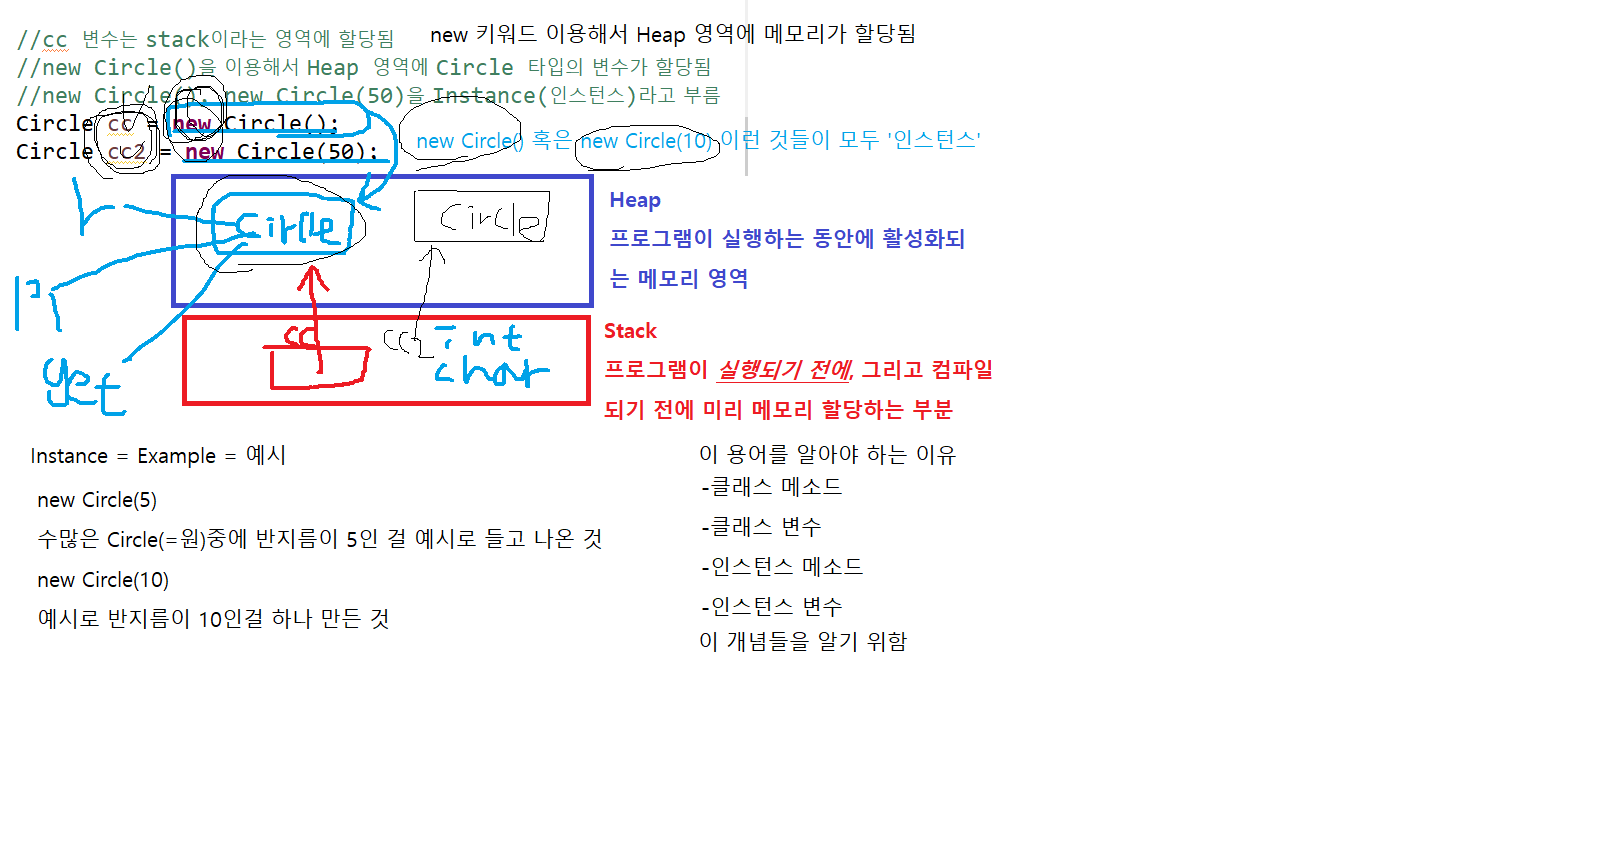 //cc 변수는 stack이라는 영역에 할당됨
new 키워드 이용해서 Heap 영역에 메모리가 할당됨
//new Circle()을 이용해서 Heap 영역에 Circle 타입의 변수가 할당됨
//new Circle(), new Circle(50)을 Instance(인스턴스)라고 부름
Circle cc = new Circle();
Circle cc2 = new Circle(50);
new Circle() 혹은 new Circle(10) 이런 것들이 모두 '인스턴스'
Circle
Circle
Heap
프로그램이 실행하는 동안에 활성화되
는 메모리 영역
r
get
cc
cc2
int
char
Stack
프로그램이 실행되기 전에, 그리고 컴파일
되기 전에 미리 메모리 할당하는 부분
Instance = Example = 예시
new Circle(5)
수많은 Circle(=원)중에 반지름이 5인 걸 예시로 들고 나온 것
new Circle(10)
예시로 반지름이 10인걸 하나 만든 것
이 용어를 알아야 하는 이유
-클래스 메소드
-클래스 변수
-인스턴스 메소드
-인스턴스 변수
이 개념들을 알기 위함